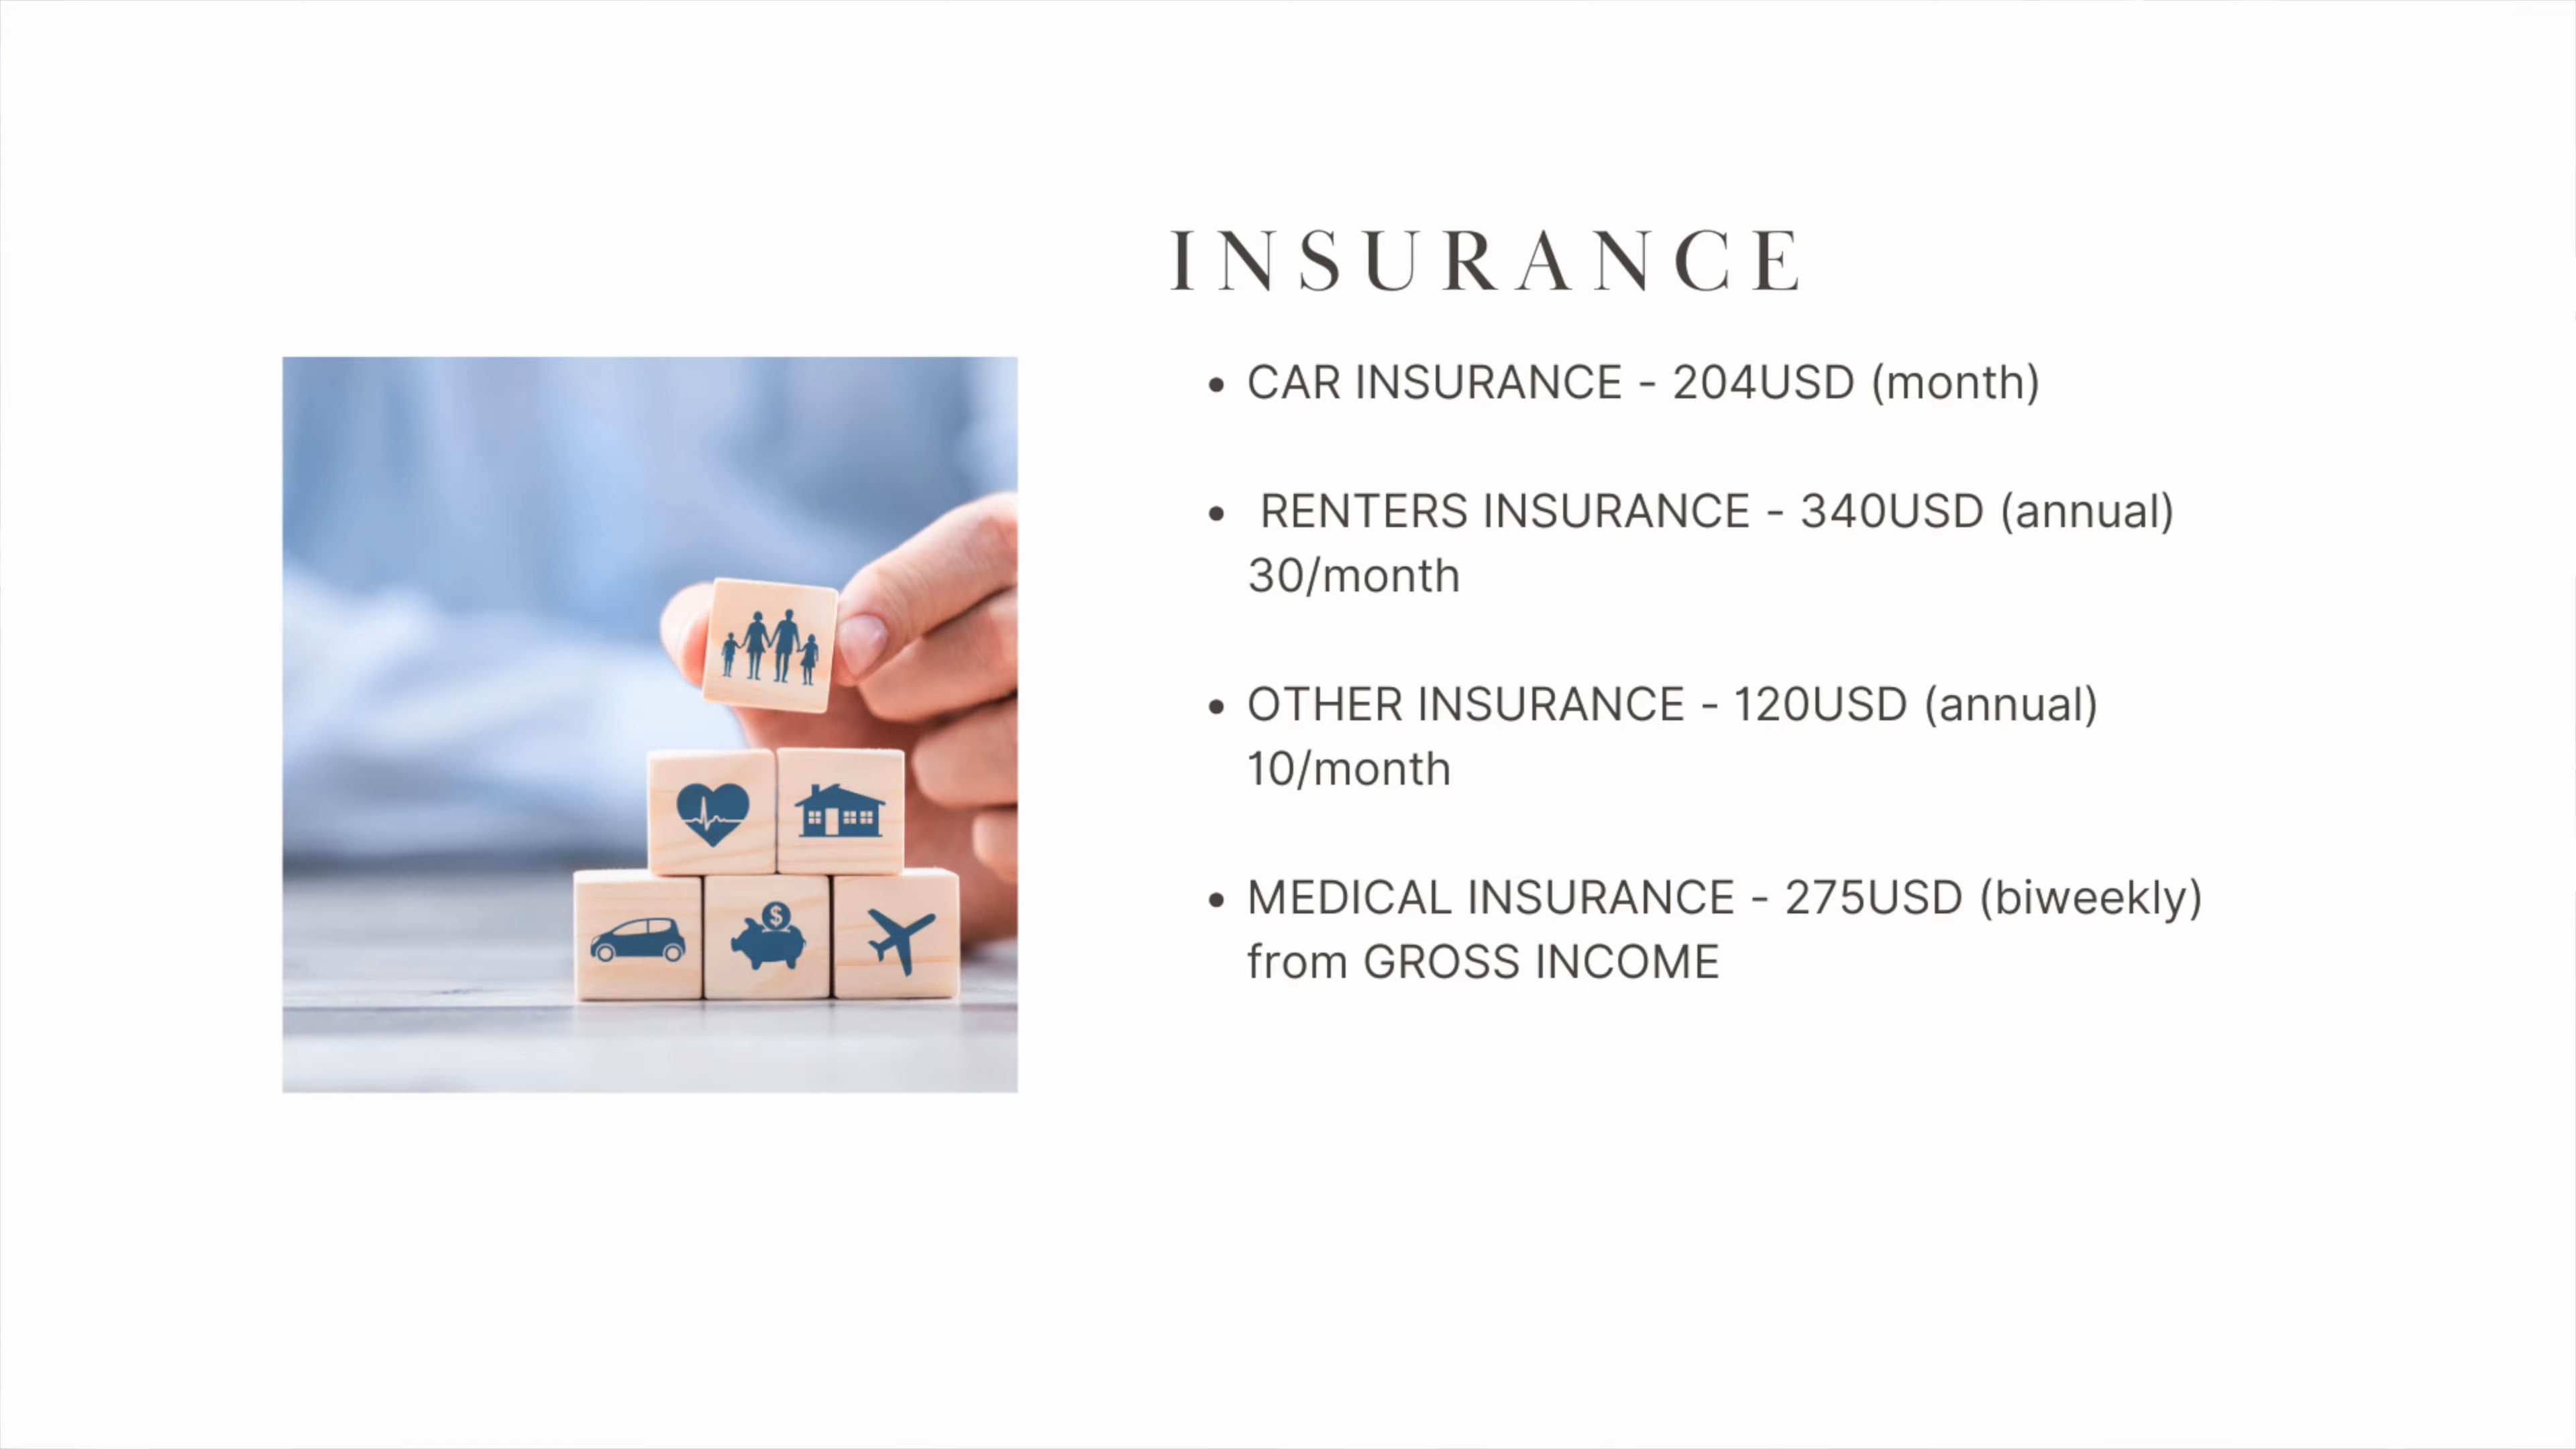 INSURANCE
• CAR INSURANCE - 204USD (month)
• RENTERS INSURANCE - 340USD (annual)
30/month
• OTHER INSURANCE - 120USD (annual)
10/month
• MEDICAL INSURANCE - 275USD (biweekly)
from GROSS INCOME
$